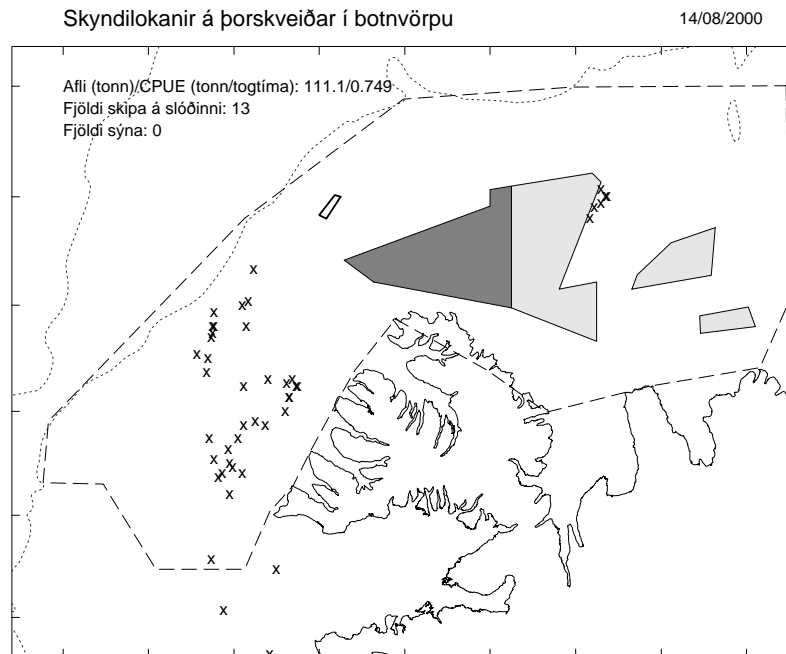 Skyndilokanir á þorskveiðar í botnvörpu
14/08/2000
Afli (tonn)/CPUE (tonn/togtíma): 111.1/0.749
Fjöldi skipa á slóðinni: 13
Fjöldi sýna: 0